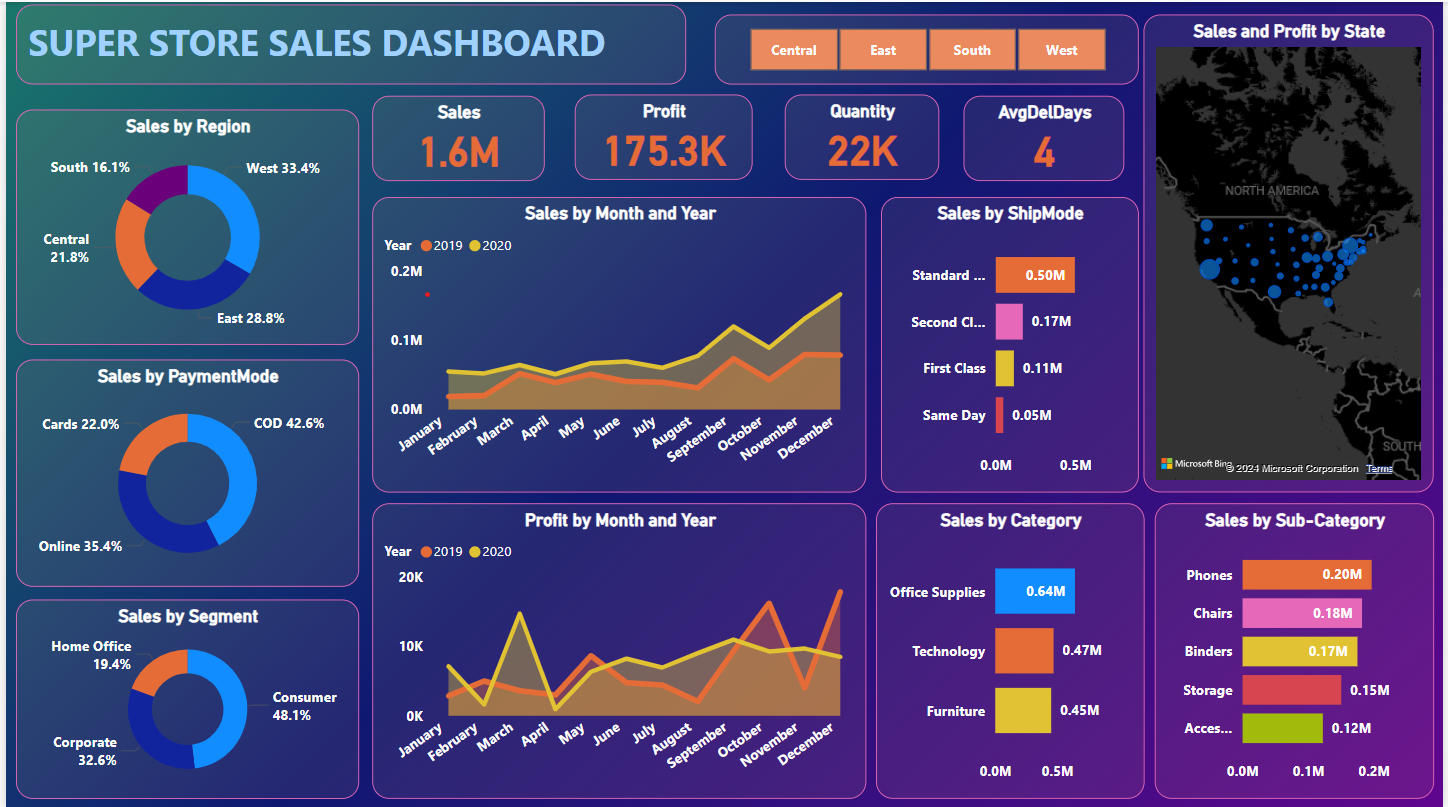 SUPER STORE SALES DASHBOARD
Central
East
South
West
Sales and Profit by State
NORTH AMERICA
A
SOUTH
Microsoft Bing
© 2024 Microsoft Corporation
Terms
Sales
1.6M
Profit
175.3K
Quantity
22K
AvgDelDays
4
Sales by Region
South 16.1%
West 33.4%
Central
21.8%
East 28.8%
Sales by PaymentMode
Cards 22.0%
COD 42.6%
Online 35.4%
Sales by Segment
Home Office
19.4%
Consumer
48.1%
Corporate
32.6%
Sales by Month and Year
Year 2019 2020
0.2M
0.1M
0.0M
January
February
March
April
May
June
July
August
September
October
November
December
Sales by ShipMode
Standard ... 0.50M
Second Cl... 0.17M
First Class 0.11M
Same Day 0.05M
0.0M 0.5M
Profit by Month and Year
Year 2019 2020
20K
10K
0K
January
February
March
April
May
June
July
August
September
October
November
December
Sales by Category
Office Supplies 0.64M
Technology 0.47M
Furniture 0.45M
0.0M 0.5M
Sales by Sub-Category
Phones 0.20M
Chairs 0.18M
Binders 0.17M
Storage 0.15M
Acces... 0.12M
0.0M 0.1M 0.2M